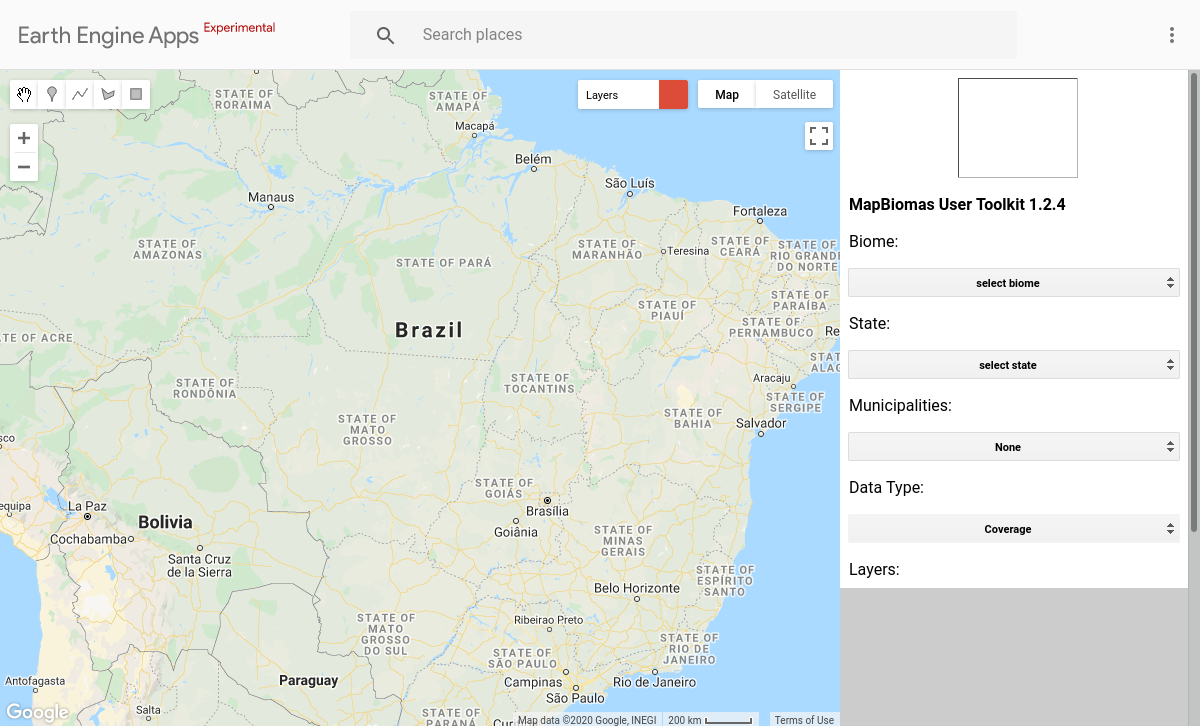 Earth Engine Apps Experimental
Search places
Layers
Map
Satellite
STATE OF
RORAIMA
STATE OF
AMAPÁ
Macapá
Belém
São Luís
Manaus
Fortaleza
STATE OF
AMAZONAS
STATE OF PARÁ
STATE OF
MARANHÃO
Teresina
STATE OF
CEARÁ
STATE OF
RIO GRAND
DO NORTE
STATE OF
PIAUÍ
STATE OF
PARAÍBA
STATE OF
PERNAMBUCO
Re
Brazil
TE OF ACRE
STAT
ALAG
STATE OF
RONDÔNIA
STATE OF
TOCANTINS
Aracaju
STATE OF
SERGIPE
STATE OF
MATO
GROSSO
STATE OF
BAHIA
Salvador
sco
STATE OF
GOIÁS
equipa
La Paz
Brasília
Bolivia
Goiânia
Cochabamba
STATE OF
MINAS
GERAIS
Santa Cruz
de la Sierra
STATE OF
ESPÍRITO
SANTO
Belo Horizonte
STATE OF
MATO
GROSSO
DO SUL
Ribeirao Preto
STATE OF
RIO DE
JANEIRO
STATE OF
SÃO PAULO
Antofagasta
Paraguay
Campinas
Rio de Janeiro
São Paulo
Salta
STATE OF
PARANÁ
Cur
Google
Map data ©2020 Google, INEGI
200 km
Terms of Use
MapBiomas User Toolkit 1.2.4
Biome:
select biome
State:
select state
Municipalities:
None
Data Type:
Coverage
Layers: